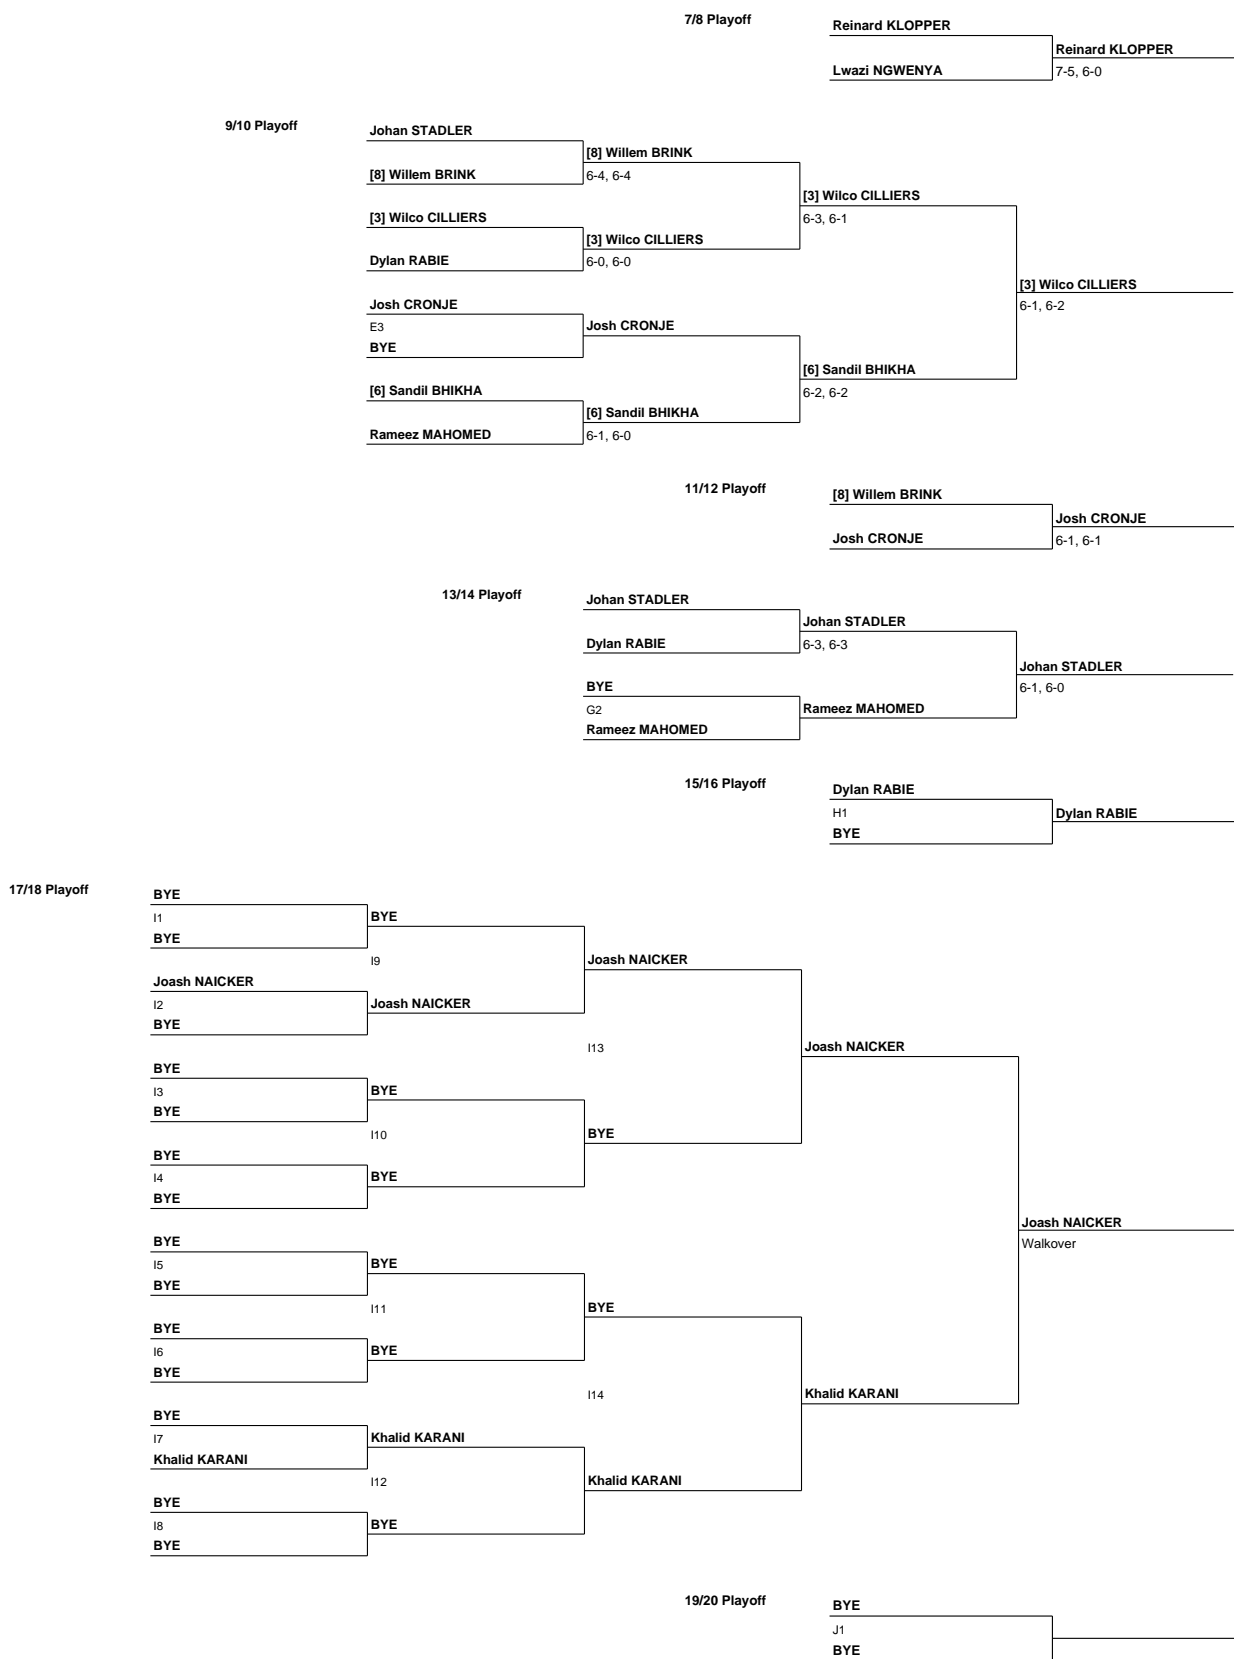 7/8 Playoff
Reinard KLOPPER
Reinard KLOPPER
Lwazi NGWENYA
7-5, 6-0
9/10 Playoff
Johan STADLER
[8] Willem BRINK
[8] Willem BRINK
6-4, 6-4
[3] Wilco CILLIERS
6-3, 6-1
[3] Wilco CILLIERS
[3] Wilco CILLIERS
Dylan RABIE
6-0, 6-0
[3] Wilco CILLIERS
6-1, 6-2
Josh CRONJE
E3
Josh CRONJE
BYE
[6] Sandil BHIKHA
6-2, 6-2
[6] Sandil BHIKHA
[6] Sandil BHIKHA
Rameez MAHOMED
6-1, 6-0
11/12 Playoff
[8] Willem BRINK
Josh CRONJE
Josh CRONJE
6-1, 6-1
13/14 Playoff
Johan STADLER
Johan STADLER
Dylan RABIE
6-3, 6-3
Johan STADLER
6-1, 6-0
BYE
G2
Rameez MAHOMED
Rameez MAHOMED
15/16 Playoff
Dylan RABIE
H1
Dylan RABIE
BYE
17/18 Playoff
BYE
I1
BYE
BYE
I9
Joash NAICKER
Joash NAICKER
I2
Joash NAICKER
BYE
I13
Joash NAICKER
BYE
I3
BYE
BYE
I10
BYE
BYE
I4
BYE
BYE
Joash NAICKER
Walkover
BYE
I5
BYE
BYE
I11
BYE
BYE
I6
BYE
BYE
I14
Khalid KARANI
BYE
I7
Khalid KARANI
Khalid KARANI
I12
Khalid KARANI
BYE
I8
BYE
BYE
19/20 Playoff
BYE
J1
BYE